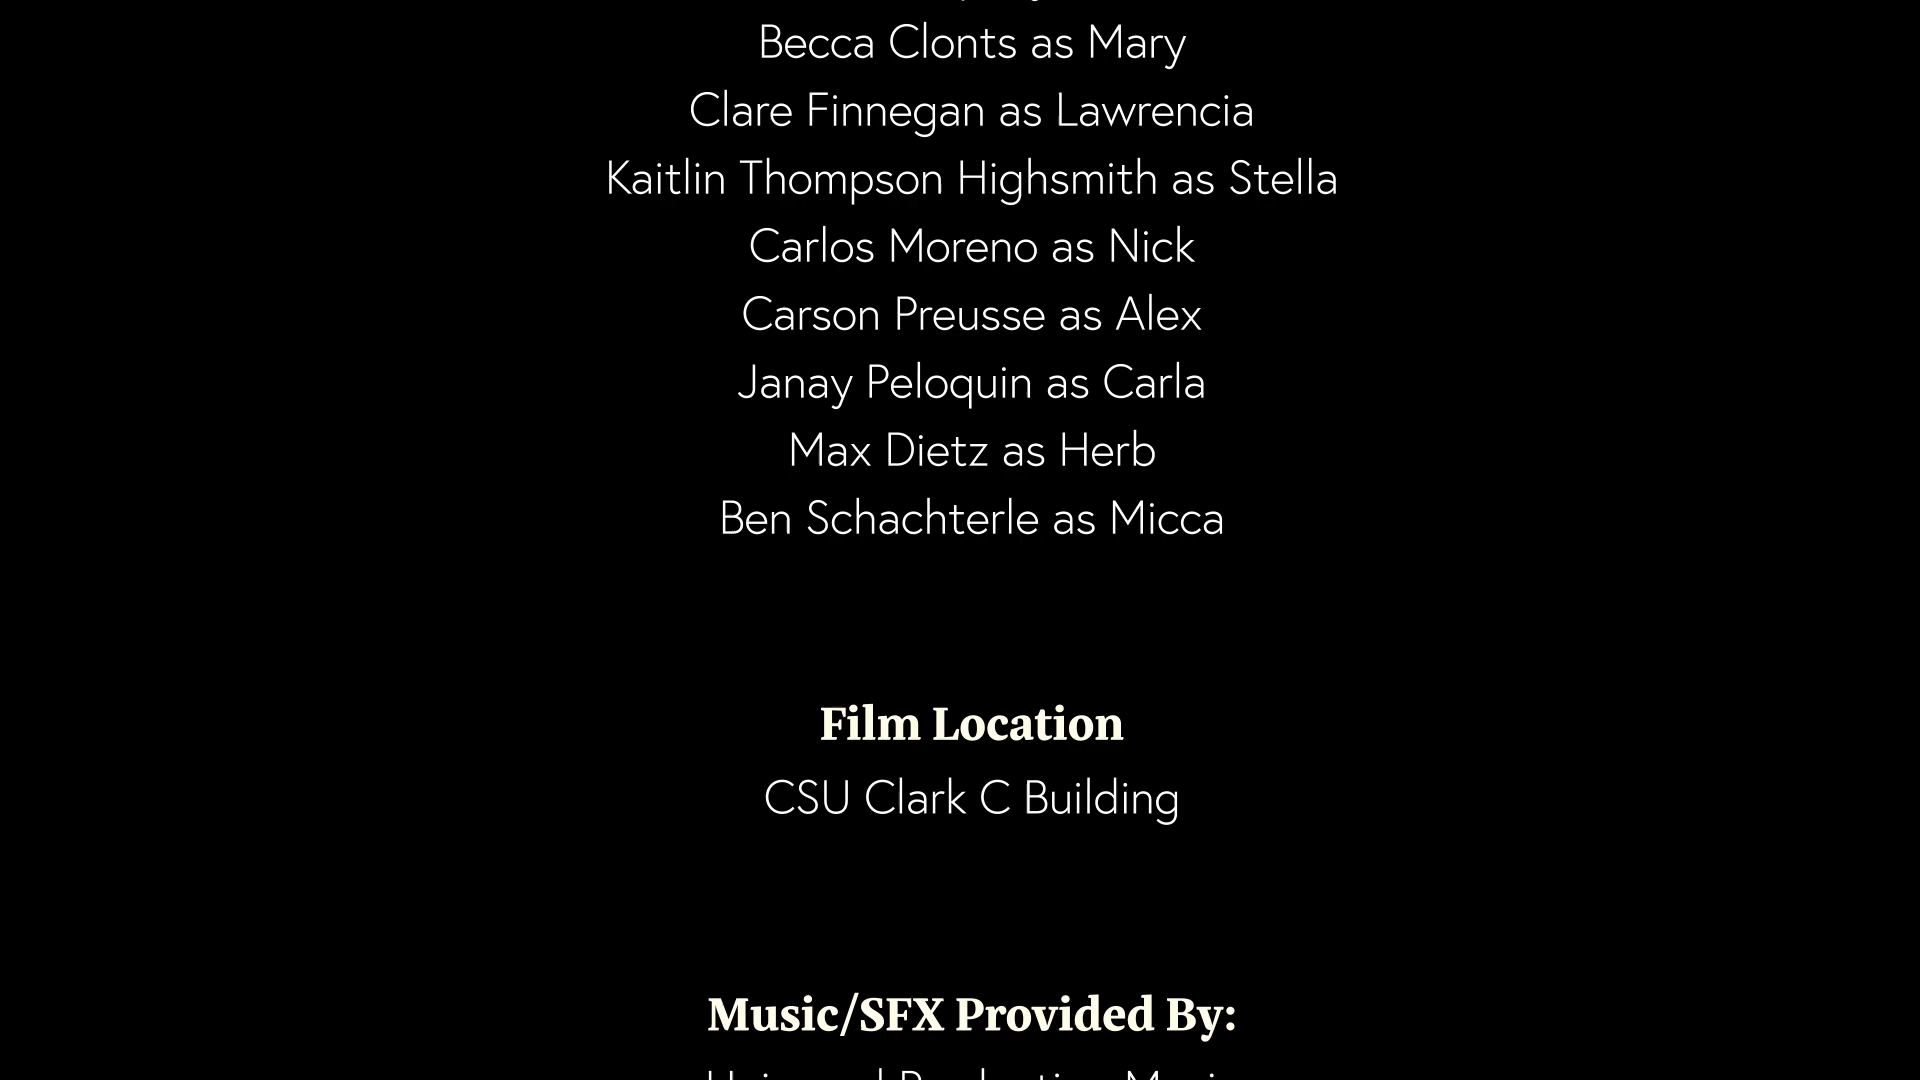 Becca Clonts as Mary
Clare Finnegan as Lawrencia
Kaitlin Thompson Highsmith as Stella
Carlos Moreno as Nick
Carson Preusse as Alex
Janay Peloquin as Carla
Max Dietz as Herb
Ben Schachterle as Micca
Film Location
CSU Clark C Building
Music/SFX Provided By: